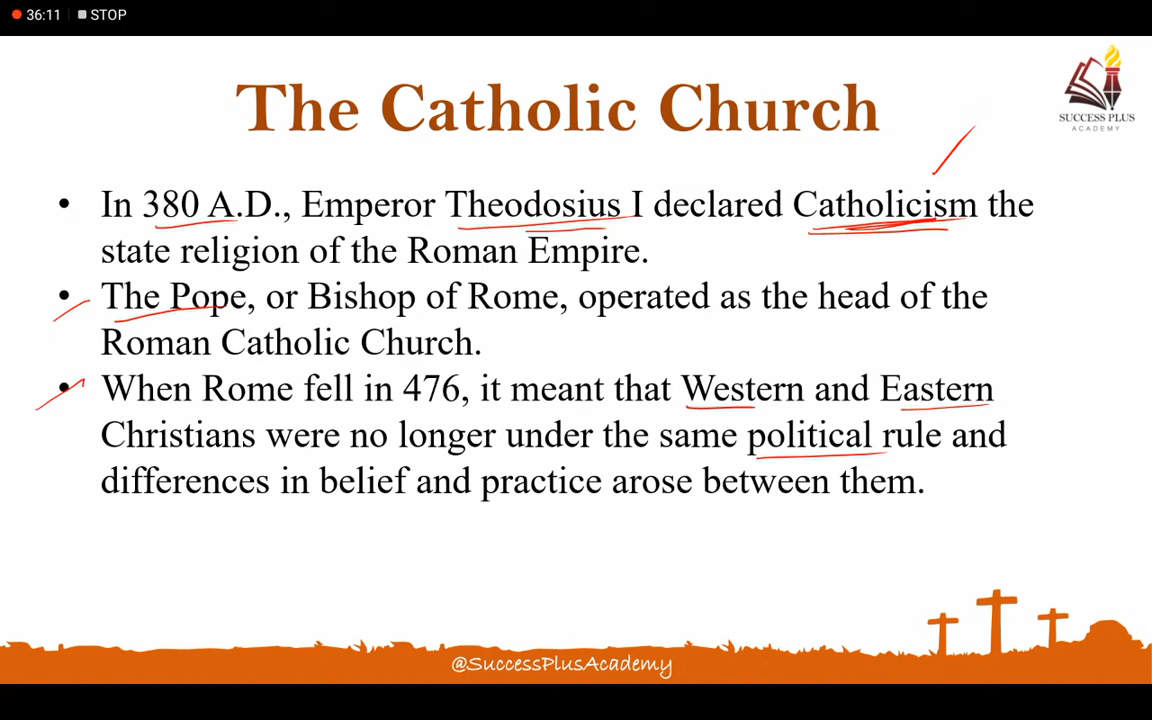 36:11 STOP
The Catholic Church
SUCCESS PLUS
ACADEMY
• In 380 A.D., Emperor Theodosius I declared Catholicism the
state religion of the Roman Empire.
• The Pope, or Bishop of Rome, operated as the head of the
Roman Catholic Church.
• When Rome fell in 476, it meant that Western and Eastern
Christians were no longer under the same political rule and
differences in belief and practice arose between them.
@SuccessPlusAcademy